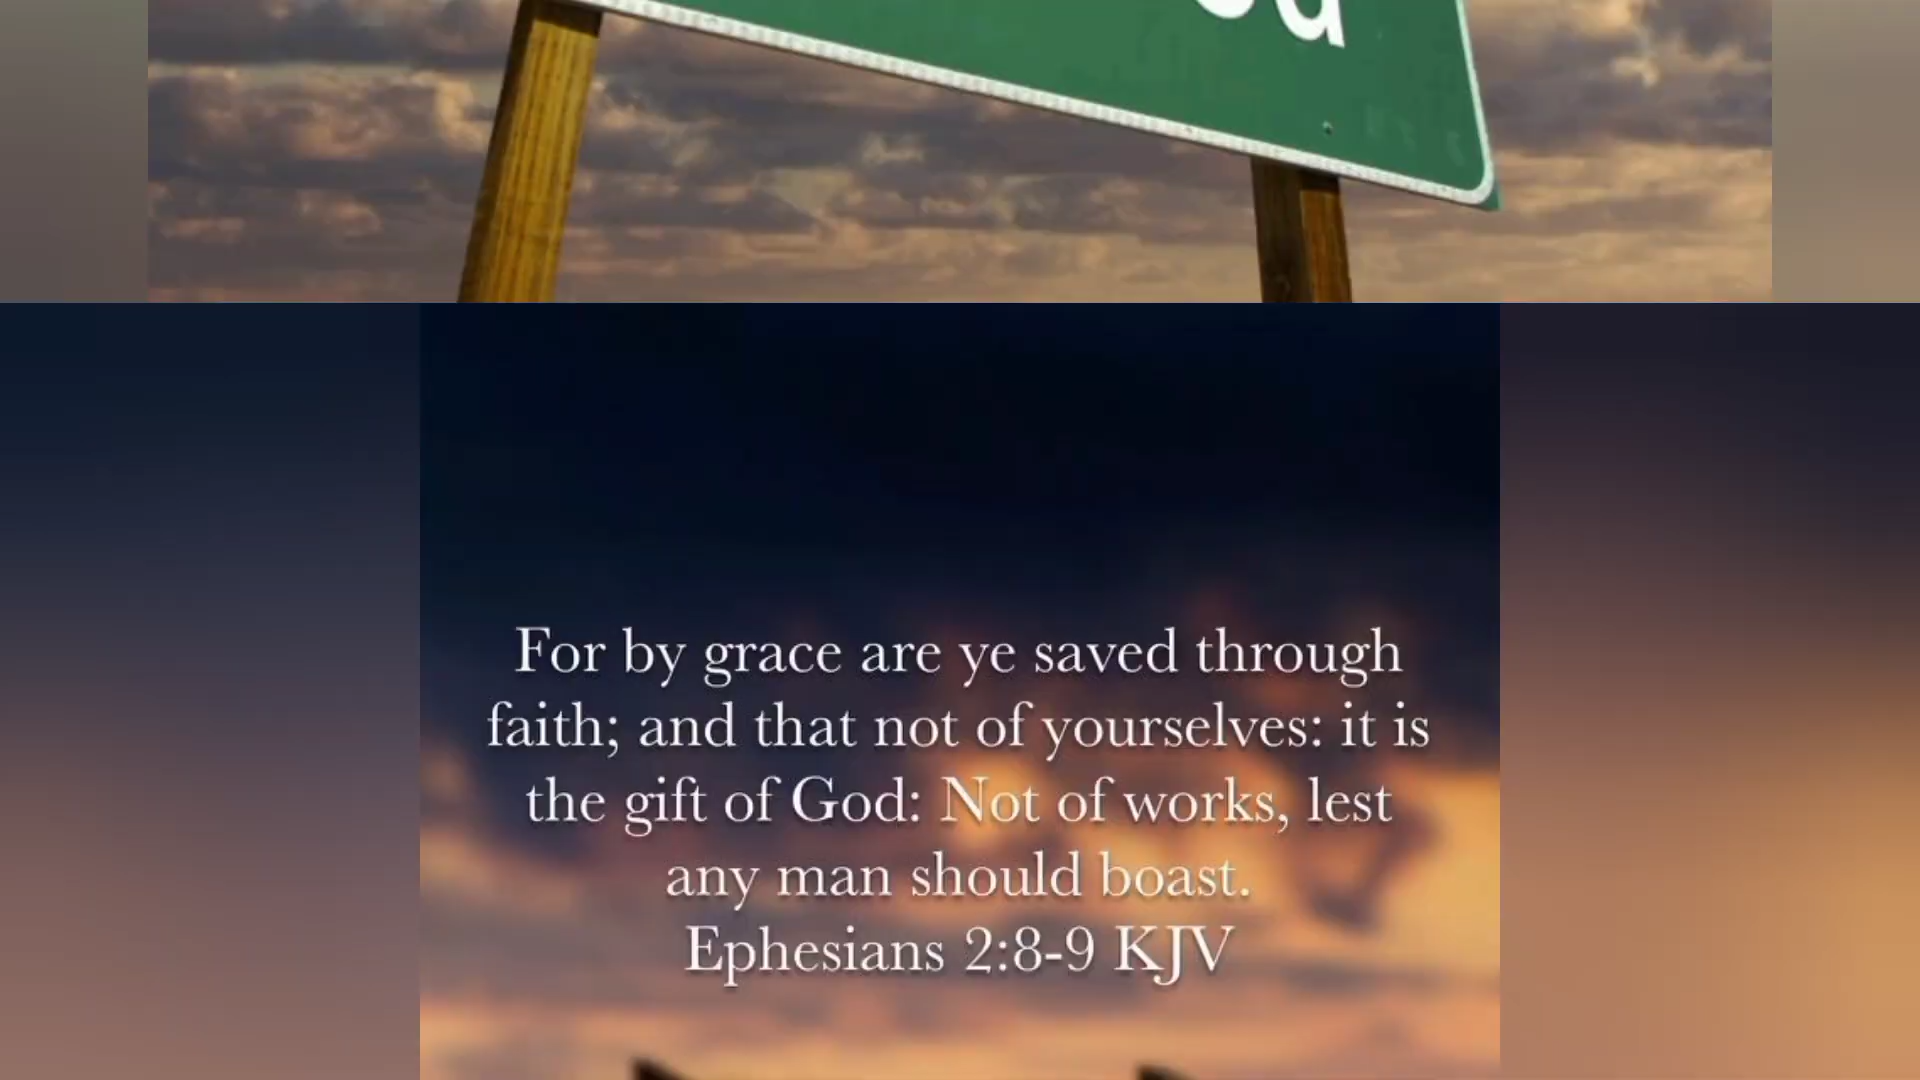 For by grace are ye saved through
faith; and that not of yourselves: it is
the gift of God: Not of works, lest
any man should boast.
Ephesians 2:8-9 KJV